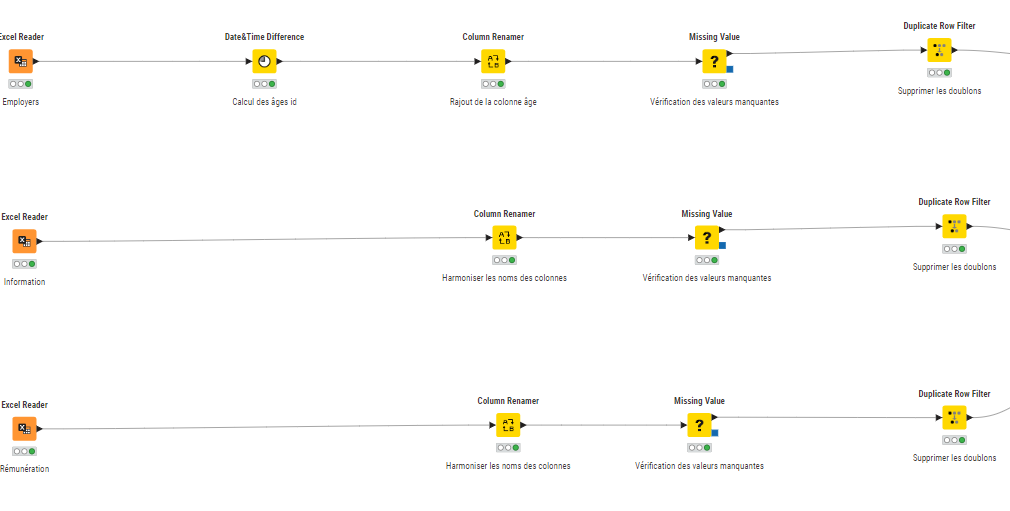 Excel Reader
Date&Time Difference
Column Renamer
Missing Value
Duplicate Row Filter
Employers
Calcul des âges id
Rajout de la colonne âge
Vérification des valeurs manquantes
Supprimer les doublons
Excel Reader
Column Renamer
Missing Value
Duplicate Row Filter
Information
Harmoniser les noms des colonnes
Vérification des valeurs manquantes
Supprimer les doublons
Excel Reader
Column Renamer
Missing Value
Duplicate Row Filter
Rémunération
Harmoniser les noms des colonnes
Vérification des valeurs manquantes
Supprimer les doublons